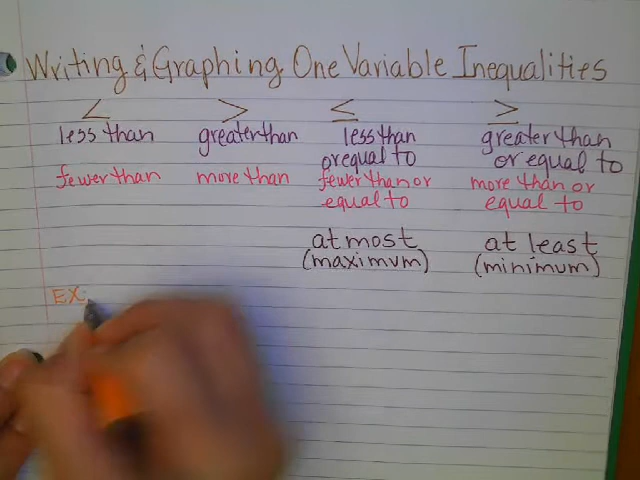 Writing & Graphing One Variable Inequalities
< > ≤ ≥
less than greater than less than or equal to greater than or equal to
fewer than more than fewer than or equal to more than or equal to
at most (maximum) at least (minimum)
EX: